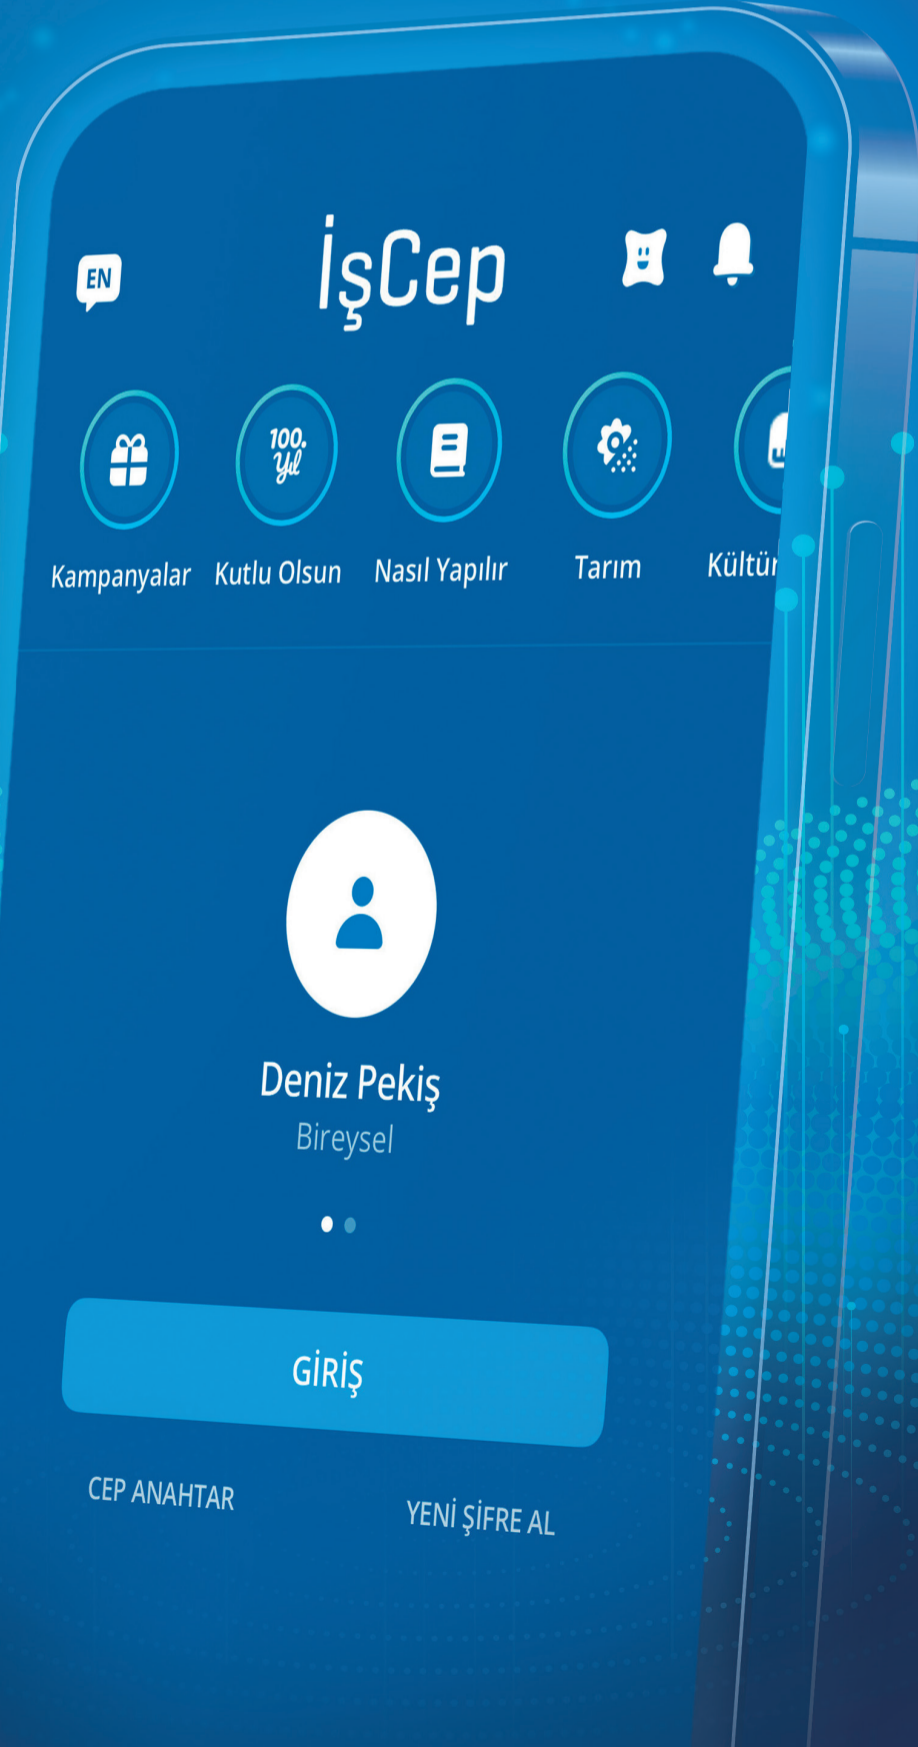 EN
İşCep
100.
Yıl
Kampanyalar
Kutlu Olsun
Nasıl Yapılır
Tarım
Kültür
Deniz Pekiş
Bireysel
GİRİŞ
CEP ANAHTAR
YENİ ŞİFRE AL